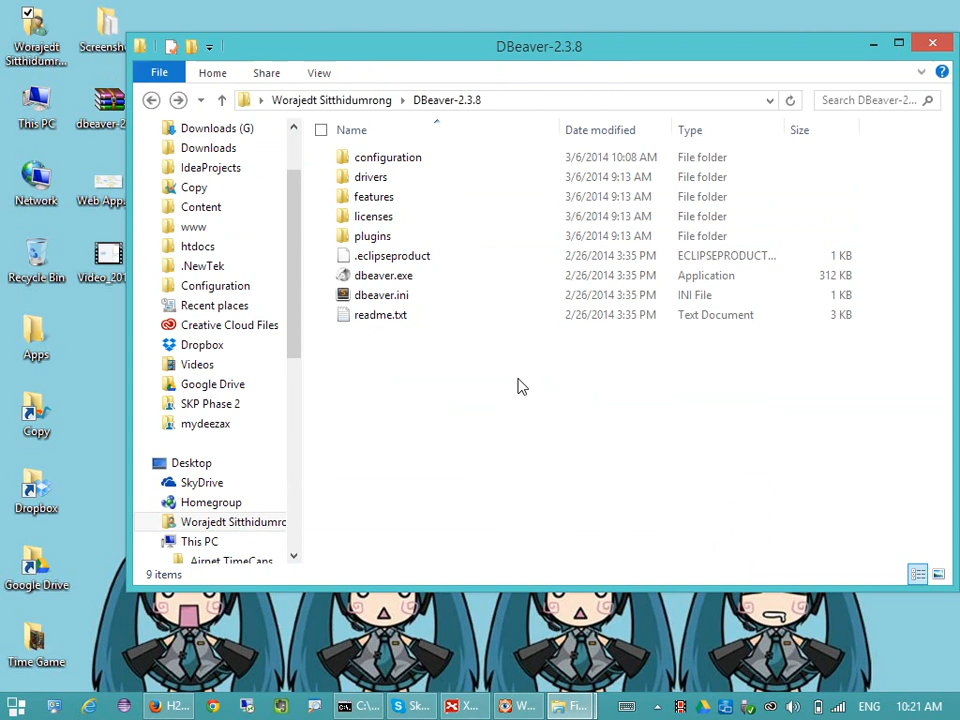 DBeaver-2.3.8
File
Home
Share
View
Worajedt Sitthidumrong
DBeaver-2.3.8
Search DBeaver-2...
Downloads (G)
Downloads
IdeaProjects
Copy
Content
www
htdocs
.NewTek
Configuration
Recent places
Creative Cloud Files
Dropbox
Videos
Google Drive
SKP Phase 2
mydeezax
Desktop
SkyDrive
Homegroup
Worajedt Sitthidumro
This PC
Airnet TimeCaps
Name Date modified Type Size
configuration 3/6/2014 10:08 AM File folder
drivers 3/6/2014 9:13 AM File folder
features 3/6/2014 9:13 AM File folder
licenses 3/6/2014 9:13 AM File folder
plugins 3/6/2014 9:13 AM File folder
.eclipseproduct 2/26/2014 3:35 PM ECLIPSEPRODUCT... 1 KB
dbeaver.exe 2/26/2014 3:35 PM Application 312 KB
dbeaver.ini 2/26/2014 3:35 PM INI File 1 KB
readme.txt 2/26/2014 3:35 PM Text Document 3 KB
9 items
Worajedt
Sitthidumr...
Screensh
This PC
dbeaver-2
Network
Web App.
Recycle Bin
Video_201
Apps
Copy
Dropbox
Google Drive
Time Game
H2...
C:\...
Sk...
X...
W...
Fi...
ENG
10:21 AM